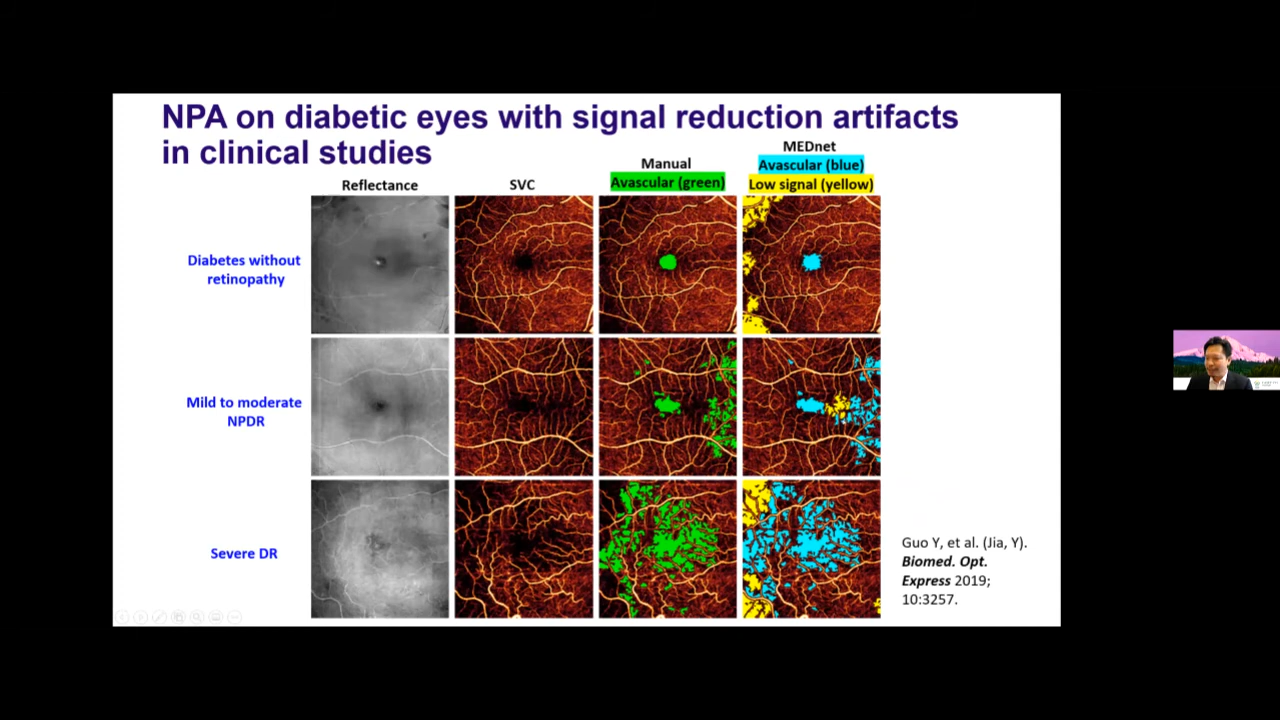 NPA on diabetic eyes with signal reduction artifacts
in clinical studies
MEDnet
Manual
Avascular (blue)
Reflectance
SVC
Avascular (green)
Low signal (yellow)
Diabetes without
retinopathy
Mild to moderate
NPDR
Severe DR
Guo Y, et al. (Jia, Y).
Biomed. Opt.
Express 2019;
10:3257.